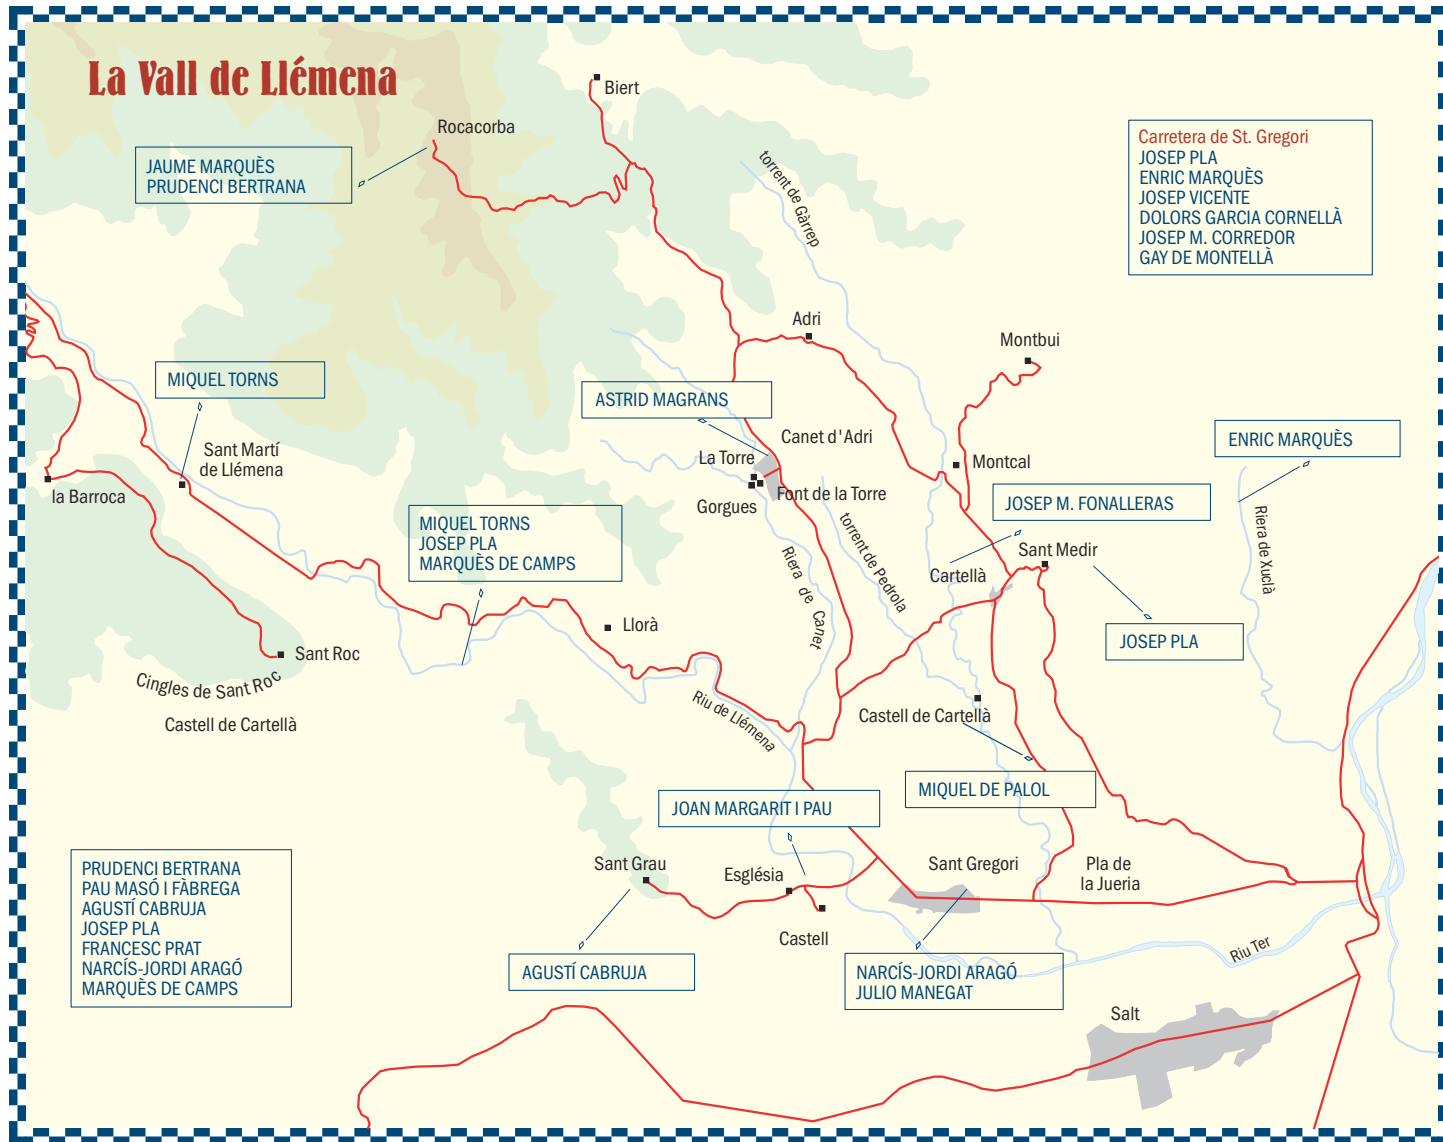 La Vall de Llémena
Biert
Rocacorba
JAUME MARQUÈS
PRUDENCI BERTRANA
torrent de Gàrrep
Carretera de St. Gregori
JOSEP PLA
ENRIC MARQUÈS
JOSEP VICENTE
DOLORS GARCIA CORNELLÀ
JOSEP M. CORREDOR
GAY DE MONTELLÀ
Adri
Montbui
MIQUEL TORNS
ASTRID MAGRANS
Sant Martí
de Llémena
Canet d'Adri
La Torre
Font de la Torre
Gorgues
Montcal
ENRIC MARQUÈS
la Barroca
MIQUEL TORNS
JOSEP PLA
MARQUÈS DE CAMPS
JOSEP M. FONALLERAS
Sant Medir
Cartellà
torrent de Pedrola
Riera de Canet
Riera de Xuclà
JOSEP PLA
Llorà
Sant Roc
Cingles de Sant Roc
Castell de Cartellà
Riu de Llémena
Castell de Cartellà
MIQUEL DE PALOL
JOAN MARGARIT I PAU
PRUDENCI BERTRANA
PAU MASÓ I FÀBREGA
AGUSTÍ CABRUJA
JOSEP PLA
FRANCESC PRAT
NARCÍS-JORDI ARAGÓ
MARQUÈS DE CAMPS
Sant Grau
Església
Sant Gregori
Pla de
la Jueria
Castell
Riu Ter
AGUSTÍ CABRUJA
NARCÍS-JORDI ARAGÓ
JULIO MANEGAT
Salt